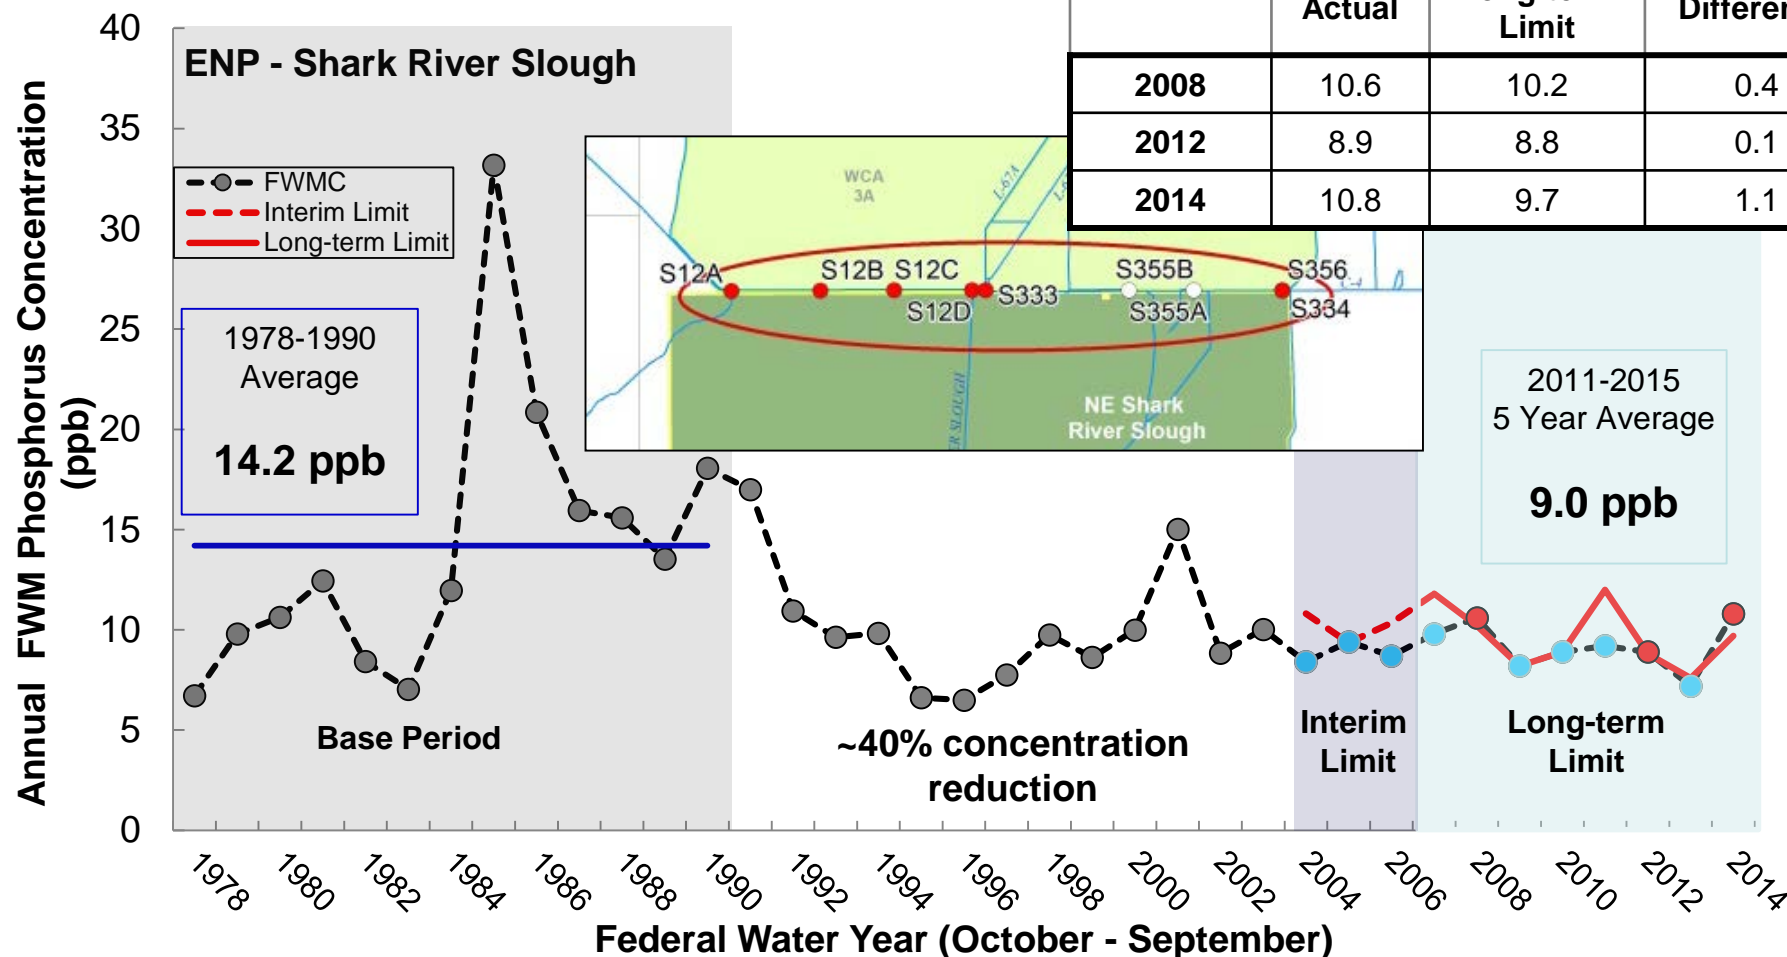 40
35
30
25
20
15
10
5
0
Annual FWM Phosphorus Concentration
(ppb)
ENP - Shark River Slough
FWMC
Interim Limit
Long-term Limit
1978-1990
Average
14.2 ppb
Base Period
Actual
Limit
2008 10.6 10.2 0.4
2012 8.9 8.8 0.1
2014 10.8 9.7 1.1
WCA
3A
L-67A
S12A
S12B S12C
S12D
S333
S355B
S355A
S356
S334
NE Shark
River Slough
SLOUGH
~40% concentration
reduction
Interim
Limit
2011-2015
5 Year Average
9.0 ppb
Long-term
Limit
1978 1980 1982 1984 1986 1988 1990 1992 1994 1996 1998 2000 2002 2004 2006 2008 2010 2012 2014
Federal Water Year (October - September)